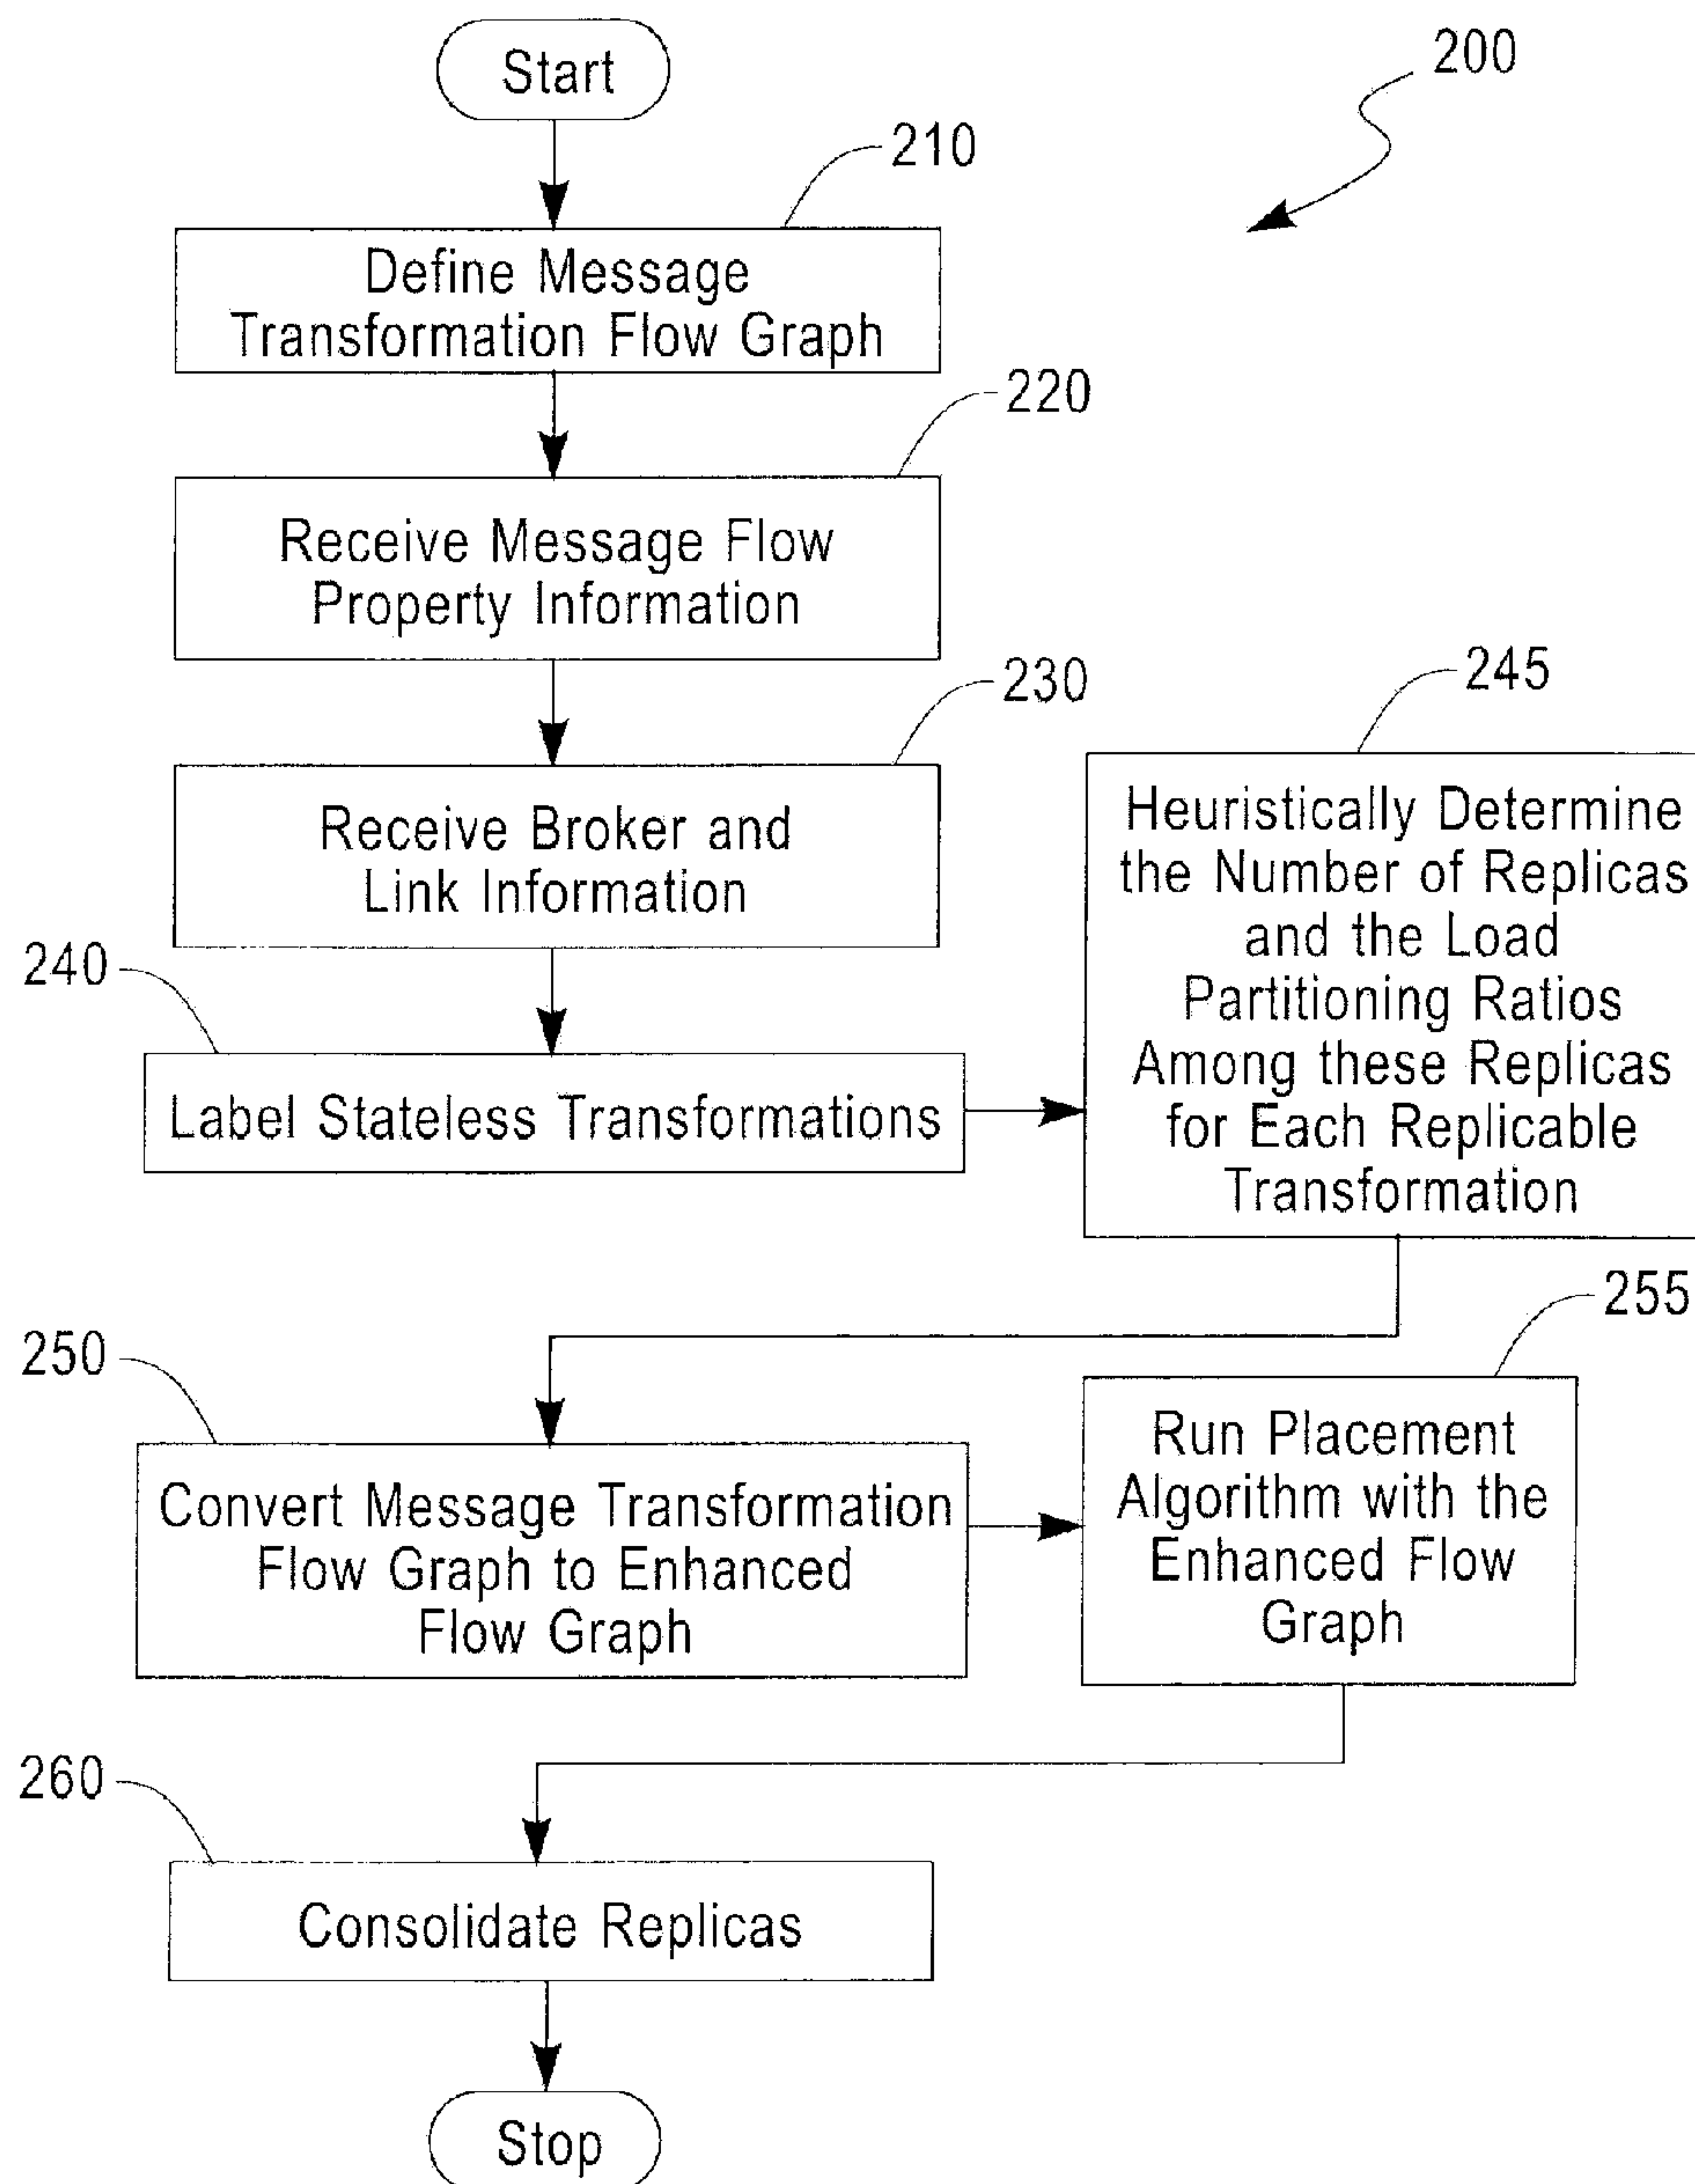 Start
200
210
Define Message
Transformation Flow Graph
220
Receive Message Flow
Property Information
230
Receive Broker and
Link Information
240
Label Stateless Transformations
245
Heuristically Determine
the Number of Replicas
and the Load
Partitioning Ratios
Among these Replicas
for Each Replicable
Transformation
250
Convert Message Transformation
Flow Graph to Enhanced
Flow Graph
255
Run Placement
Algorithm with the
Enhanced Flow
Graph
260
Consolidate Replicas
Stop